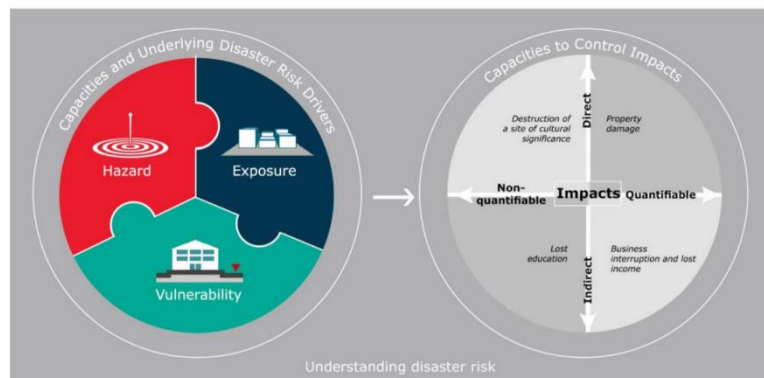 Capacities and Underlying Disaster Risk Drivers
Hazard
Exposure
Vulnerability
Capacities to Control Impacts
Direct
Destruction of
a site of cultural
significance
Property
damage
Non-
quantifiable
Impacts
Quantifiable
Lost
education
Business
interruption and lost
income
Indirect
Understanding disaster risk